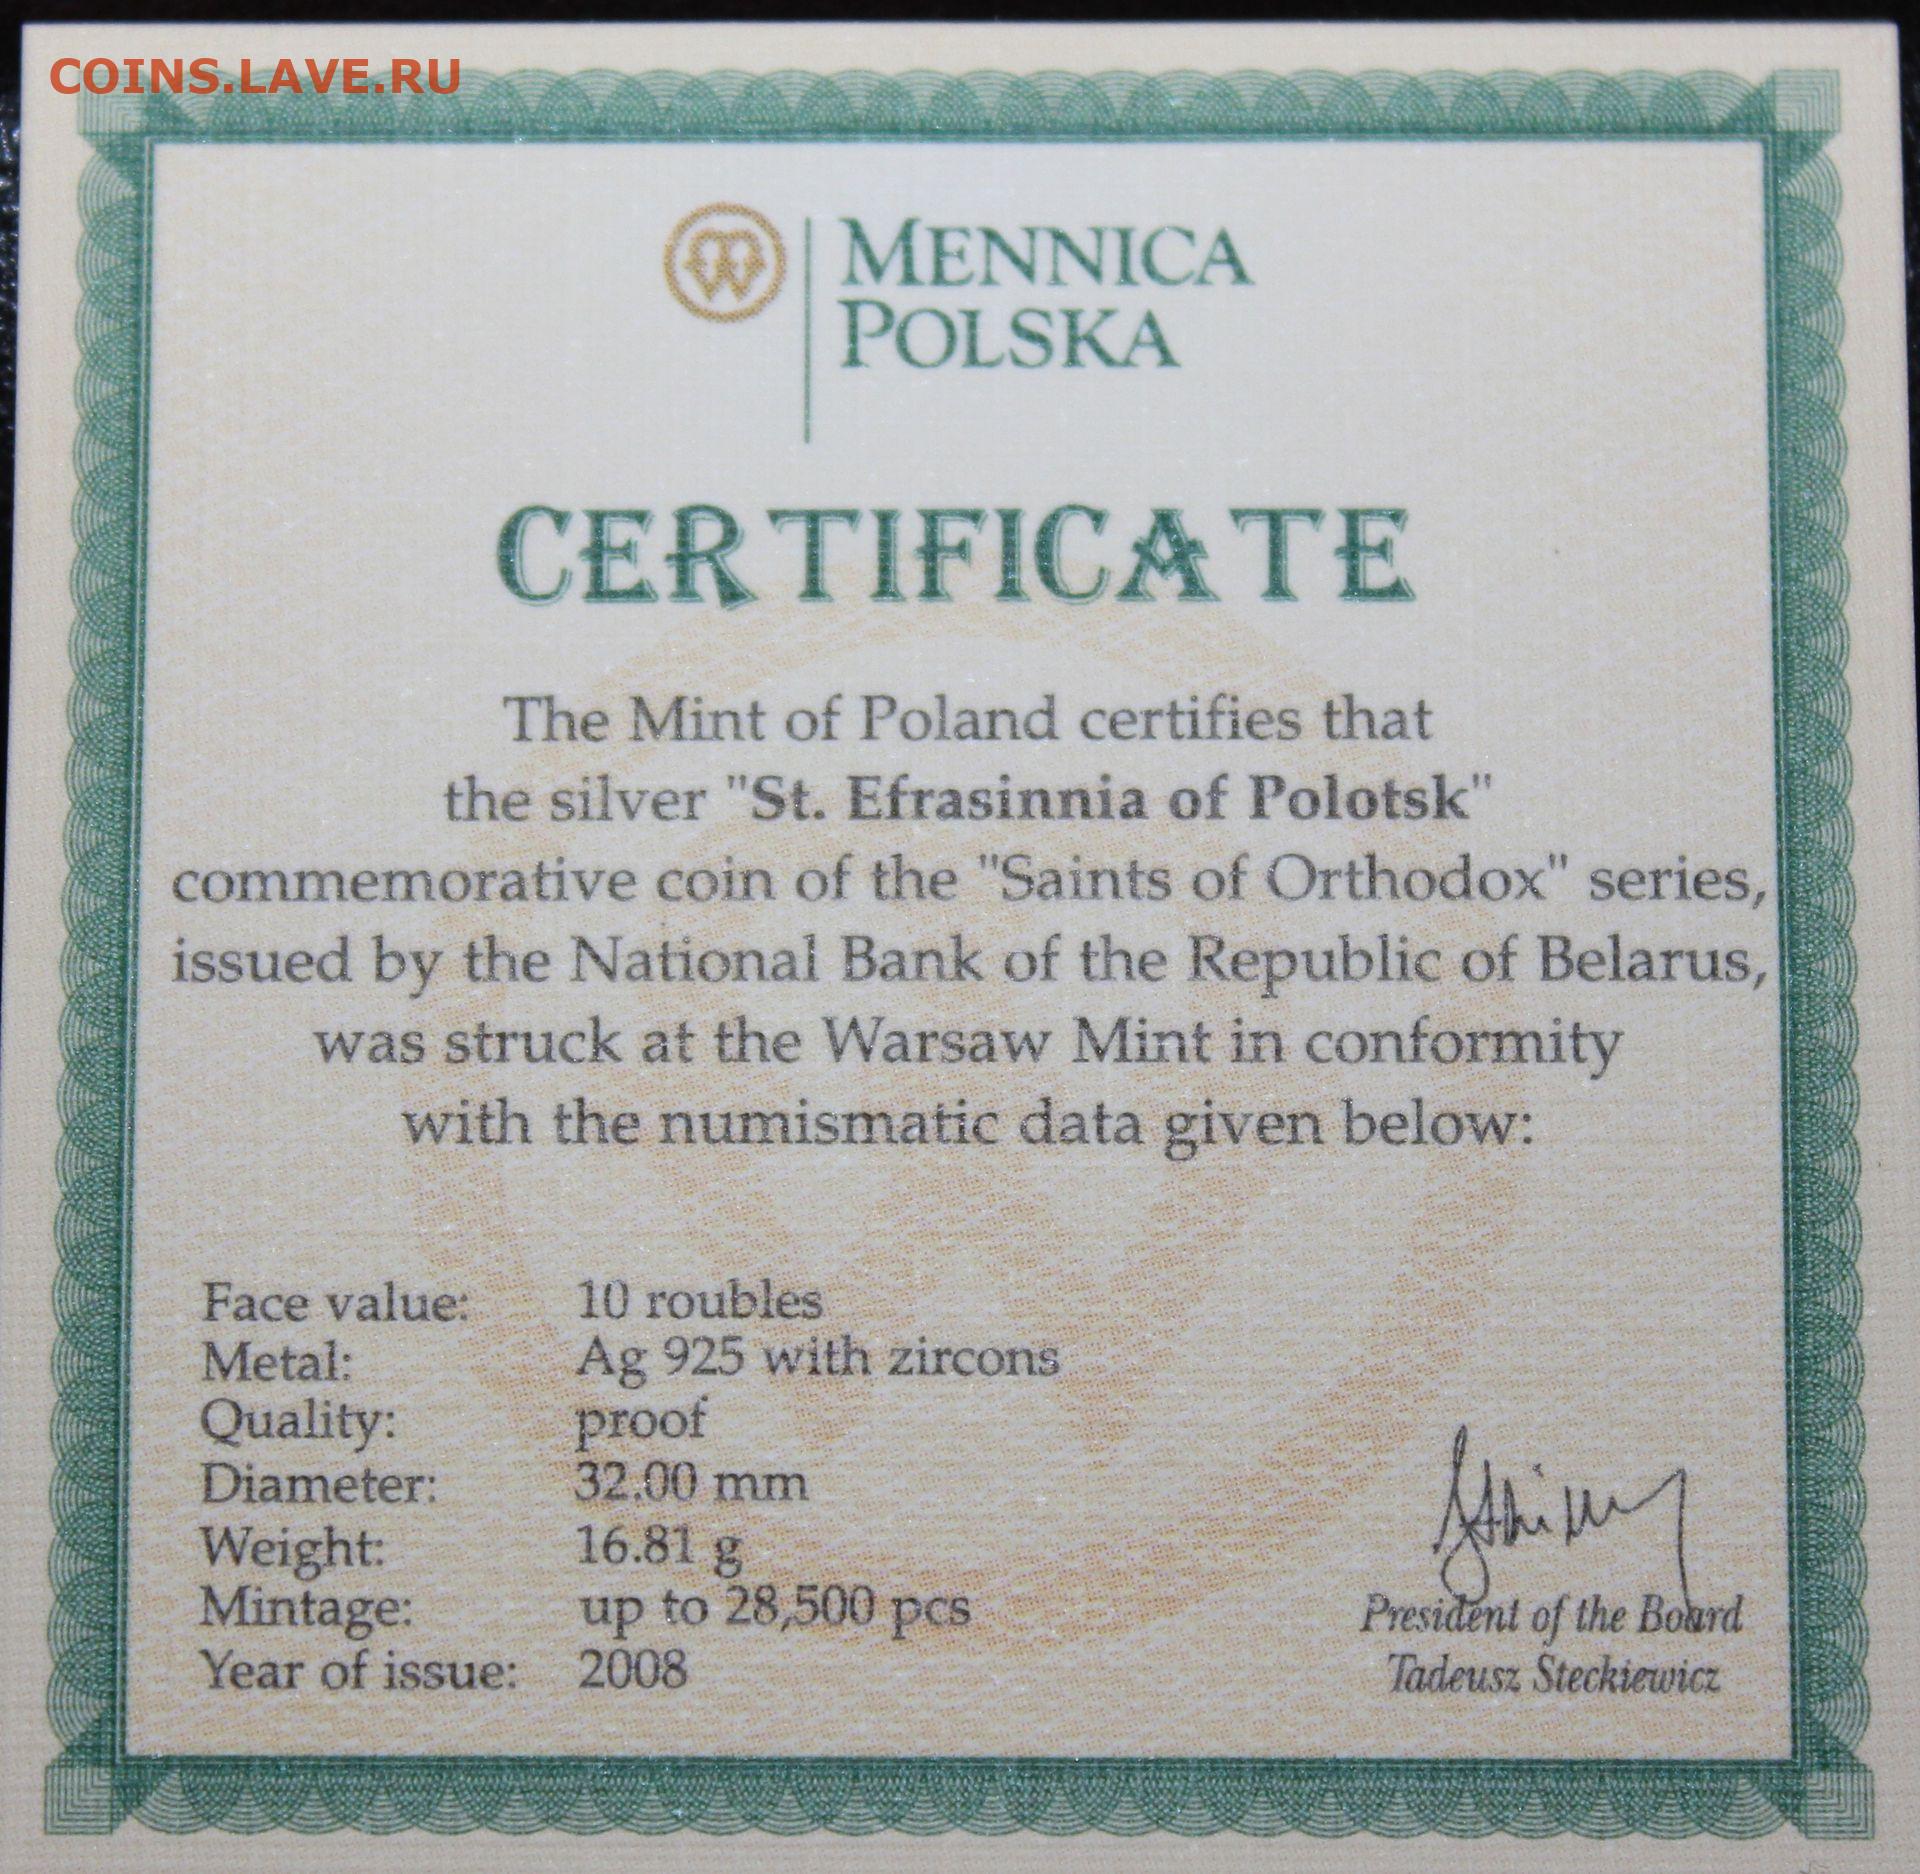 COINS.LAVE.RU
MENNICA
POLSKA
CERTIFICATE
The Mint of Poland certifies that
the silver "St. Efrasinnia of Polotsk"
commemorative coin of the "Saints of Orthodox" series,
issued by the National Bank of the Republic of Belarus,
was struck at the Warsaw Mint in conformity
with the numismatic data given below:
Face value: 10 roubles
Metal: Ag 925 with zircons
Quality: proof
Diameter: 32.00 mm
Weight: 16.81 g
Mintage: up to 28,500 pcs
Year of issue: 2008
President of the Board
Tadeusz Steckiewicz